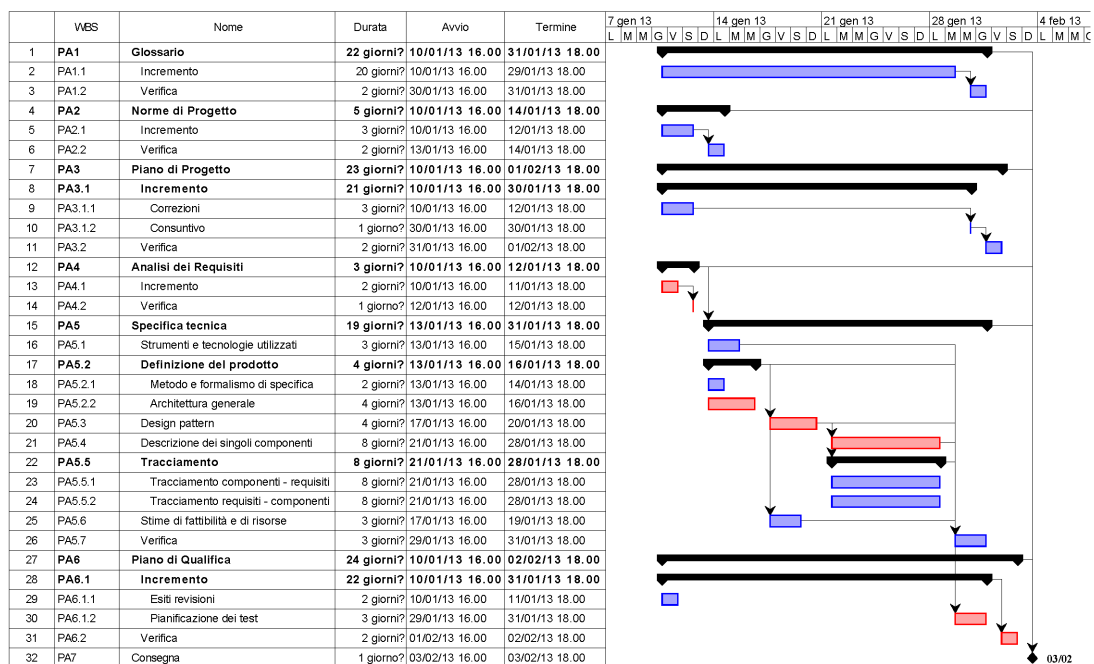 7 gen 13 14 gen 13 21 gen 13 28 gen 13 4 feb 13
WBS Nome Durata Avvio Termine
L M M G V S D L M M G V S D L M M G V S D L M M G V S D L M M G
1 PA1 Glossario 22 giorni? 10/01/13 16.00 31/01/13 18.00
2 PA1.1 Incremento 20 giorni? 10/01/13 16.00 29/01/13 18.00
3 PA1.2 Verifica 2 giorni? 30/01/13 16.00 31/01/13 18.00
4 PA2 Norme di Progetto 5 giorni? 10/01/13 16.00 14/01/13 18.00
5 PA2.1 Incremento 3 giorni? 10/01/13 16.00 12/01/13 18.00
6 PA2.2 Verifica 2 giorni? 13/01/13 16.00 14/01/13 18.00
7 PA3 Piano di Progetto 23 giorni? 10/01/13 16.00 01/02/13 18.00
8 PA3.1 Incremento 21 giorni? 10/01/13 16.00 30/01/13 18.00
9 PA3.1.1 Correzioni 3 giorni? 10/01/13 16.00 12/01/13 18.00
10 PA3.1.2 Consuntivo 1 giorno? 30/01/13 16.00 30/01/13 18.00
11 PA3.2 Verifica 2 giorni? 31/01/13 16.00 01/02/13 18.00
12 PA4 Analisi dei Requisiti 3 giorni? 10/01/13 16.00 12/01/13 18.00
13 PA4.1 Incremento 2 giorni? 10/01/13 16.00 11/01/13 18.00
14 PA4.2 Verifica 1 giorno? 12/01/13 16.00 12/01/13 18.00
15 PA5 Specifica tecnica 19 giorni? 13/01/13 16.00 31/01/13 18.00
16 PA5.1 Strumenti e tecnologie utilizzati 3 giorni? 13/01/13 16.00 15/01/13 18.00
17 PA5.2 Definizione del prodotto 4 giorni? 13/01/13 16.00 16/01/13 18.00
18 PA5.2.1 Metodo e formalismo di specifica 2 giorni? 13/01/13 16.00 14/01/13 18.00
19 PA5.2.2 Architettura generale 4 giorni? 13/01/13 16.00 16/01/13 18.00
20 PA5.3 Design pattern 4 giorni? 17/01/13 16.00 20/01/13 18.00
21 PA5.4 Descrizione dei singoli componenti 8 giorni? 21/01/13 16.00 28/01/13 18.00
22 PA5.5 Tracciamento 8 giorni? 21/01/13 16.00 28/01/13 18.00
23 PA5.5.1 Tracciamento componenti - requisiti 8 giorni? 21/01/13 16.00 28/01/13 18.00
24 PA5.5.2 Tracciamento requisiti - componenti 8 giorni? 21/01/13 16.00 28/01/13 18.00
25 PA5.6 Stime di fattibilità e di risorse 3 giorni? 17/01/13 16.00 19/01/13 18.00
26 PA5.7 Verifica 3 giorni? 29/01/13 16.00 31/01/13 18.00
27 PA6 Piano di Qualifica 24 giorni? 10/01/13 16.00 02/02/13 18.00
28 PA6.1 Incremento 22 giorni? 10/01/13 16.00 31/01/13 18.00
29 PA6.1.1 Esiti revisioni 2 giorni? 10/01/13 16.00 11/01/13 18.00
30 PA6.1.2 Pianificazione dei test 3 giorni? 29/01/13 16.00 31/01/13 18.00
31 PA6.2 Verifica 2 giorni? 01/02/13 16.00 02/02/13 18.00
32 PA7 Consegna 1 giorno? 03/02/13 16.00 03/02/13 18.00 03/02